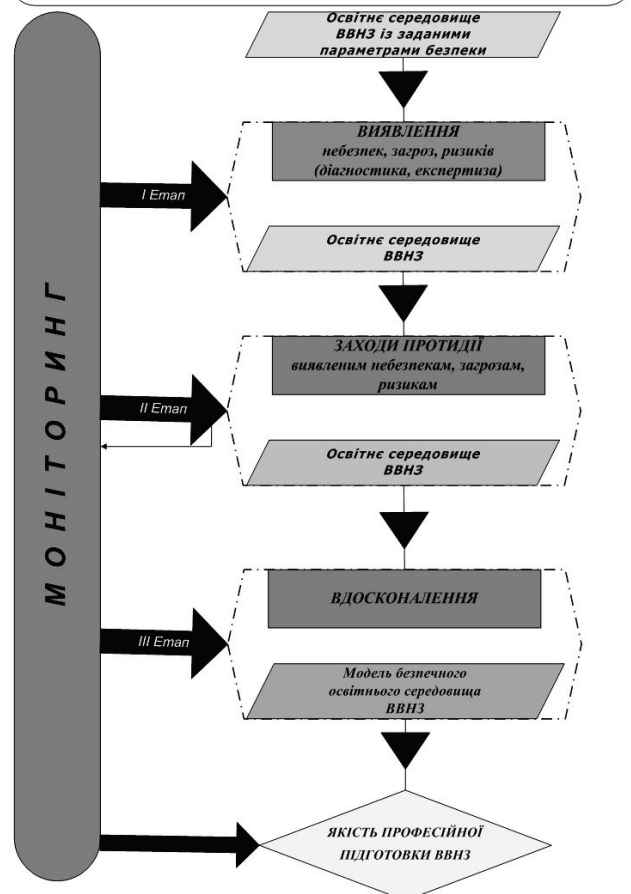 Освітнє середовище
ВВНЗ із заданими
параметрами безпеки
ВИЯВЛЕННЯ
небезпек, загроз, ризиків
(діагностика, експертиза)
І Етап
Освітнє середовище
ВВНЗ
МОНІТОРИНГ
ЗАХОДИ ПРОТИДІЇ
виявленим небезпекам, загрозам,
ризикам
ІІ Етап
Освітнє середовище
ВВНЗ
ВДОСКОНАЛЕННЯ
ІІІ Етап
Модель безпечного
освітнього середовища
ВВНЗ
ЯКІСТЬ ПРОФЕСІЙНОЇ
ПІДГОТОВКИ ВВНЗ